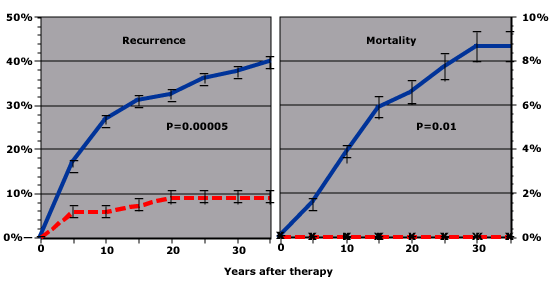 50% 10%
Recurrence Mortality
40% 8%
30% 6%
P=0.00005 P=0.01
20% 4%
10% 2%
0% 0%
0 10 20 30 0 10 20 30
Years after therapy